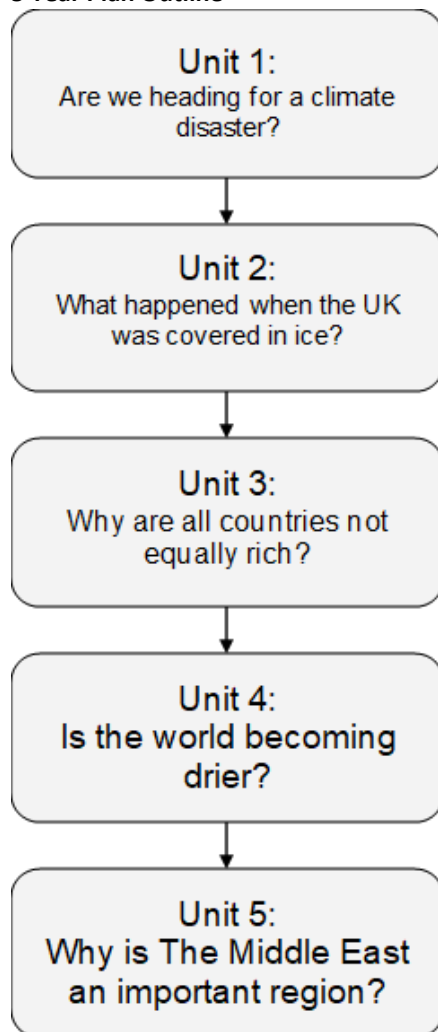 Unit 1:
Are we heading for a climate
disaster?
Unit 2:
What happened when the UK
was covered in ice?
Unit 3:
Why are all countries not
equally rich?
Unit 4:
Is the world becoming
drier?
Unit 5:
Why is The Middle East
an important region?